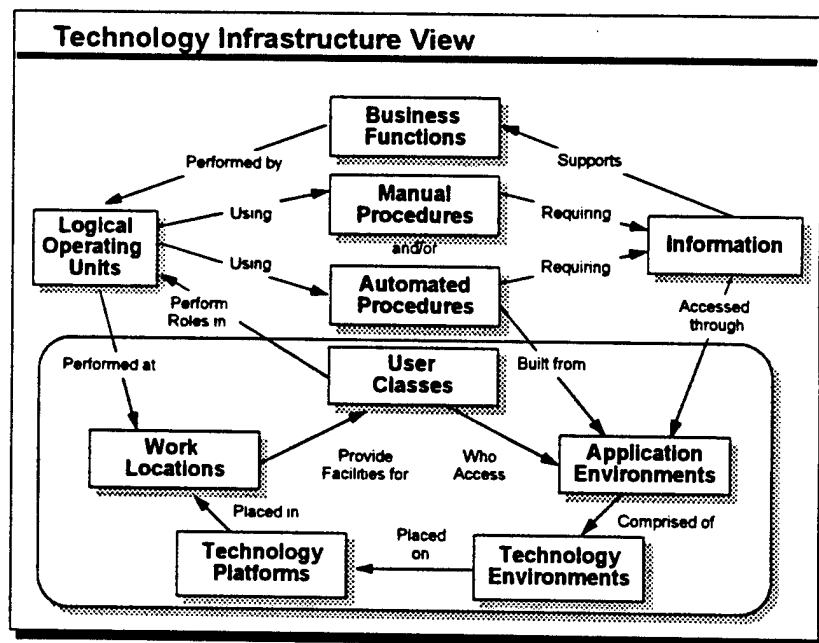 Technology Infrastructure View
Business
Functions
Performed by
Supports
Manual
Procedures
Logical
Operating
Units
Using
Requiring
Information
and/or
Using
Requiring
Automated
Procedures
Perform
Roles in
Accessed
through
Performed at
User
Classes
Built from
Work
Locations
Provide
Facilities for
Who
Access
Application
Environments
Placed in
Comprised of
Technology
Platforms
Placed
on
Technology
Environments